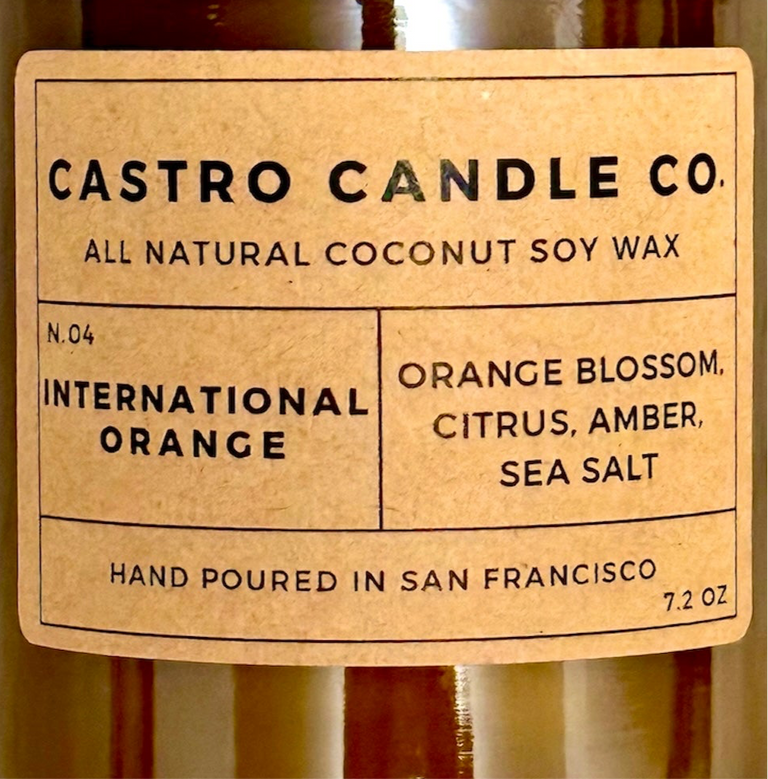 CASTRO CANDLE CO.
ALL NATURAL COCONUT SOY WAX
N.04
INTERNATIONAL
ORANGE
ORANGE BLOSSOM,
CITRUS, AMBER,
SEA SALT
HAND POURED IN SAN FRANCISCO
7.2 OZ